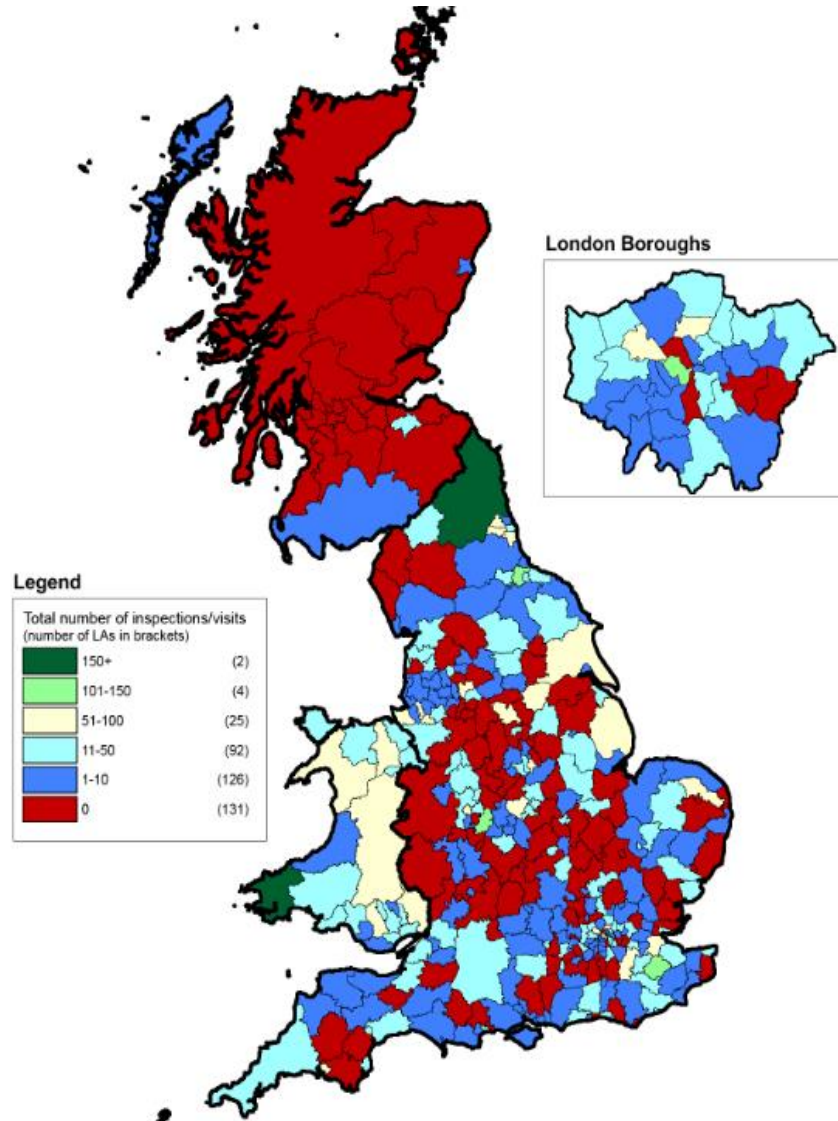 London Boroughs
Legend
Total number of inspections/visits
(number of LAs in brackets)
150+ (2)
101-150 (4)
51-100 (25)
11-50 (92)
1-10 (126)
0 (131)